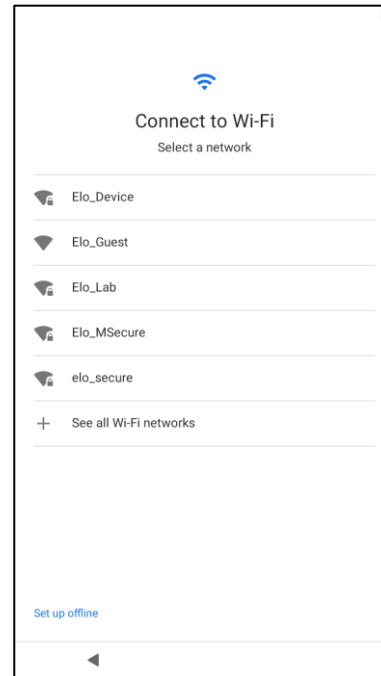 Connect to Wi-Fi
Select a network
Elo_Device
Elo_Guest
Elo_Lab
Elo_MSecure
elo_secure
See all Wi-Fi networks
Set up offline